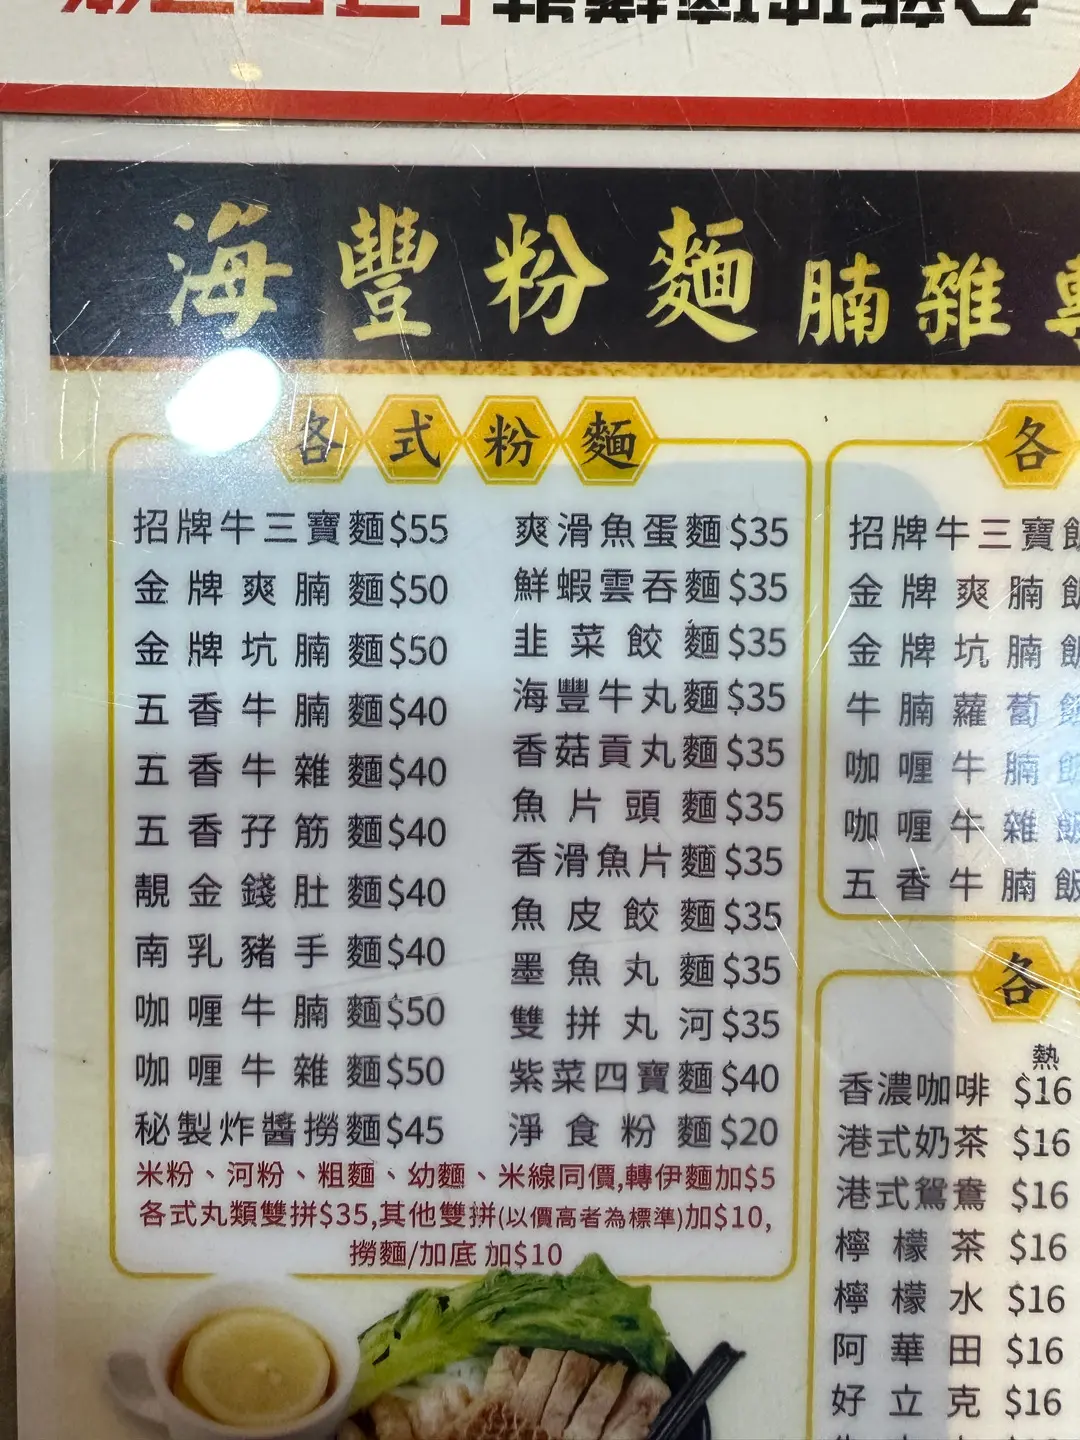 海豐粉麵 腩雜
各式粉麵
招牌牛三寶麵$55
金牌爽腩麵$50
金牌坑腩麵$50
五香牛腩麵$40
五香牛雜麵$40
五香孖筋麵$40
靚金錢肚麵$40
南乳豬手麵$40
咖喱牛腩麵$50
咖喱牛雜麵$50
秘製炸醬撈麵$45
爽滑魚蛋麵$35
鮮蝦雲吞麵$35
韭菜餃麵$35
海豐牛丸麵$35
香菇貢丸麵$35
魚片頭麵$35
香滑魚片麵$35
魚皮餃麵$35
墨魚丸麵$35
雙拼丸河$35
紫菜四寶麵$40
淨食粉麵$20
米粉、河粉、粗麵、幼麵、米線同價,轉伊麵加$5
各式丸類雙拼$35,其他雙拼(以價高者為標準)加$10,
撈麵/加底 加$10
各
招牌牛三寶飯
金牌爽腩飯
金牌坑腩飯
牛腩蘿蔔飯
咖喱牛腩飯
咖喱牛雜飯
五香牛腩飯
各
熱
香濃咖啡 $16
港式奶茶 $16
港式鴛鴦 $16
檸檬茶 $16
檸檬水 $16
阿華田 $16
好立克 $16